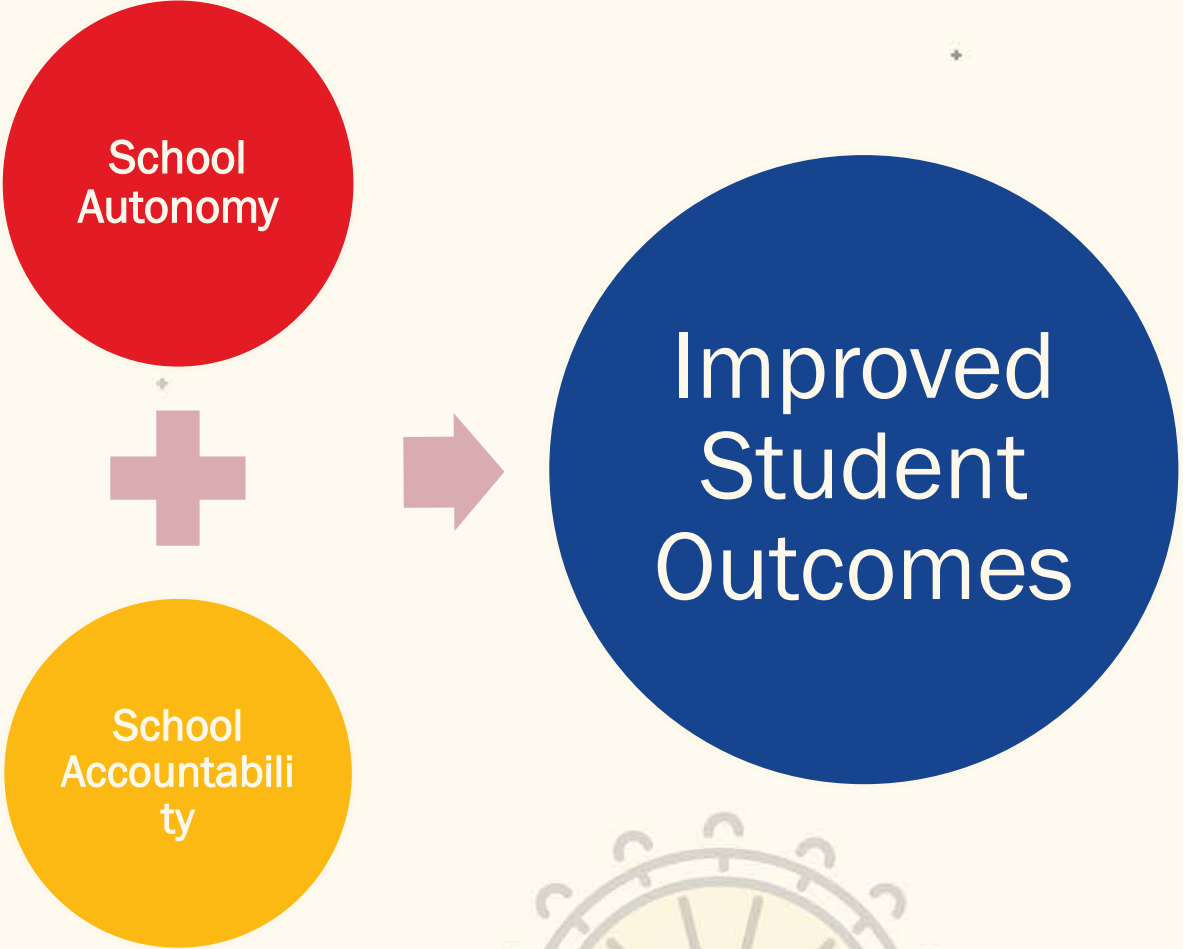 School
Autonomy
School
Accountabili
ty
Improved
Student
Outcomes